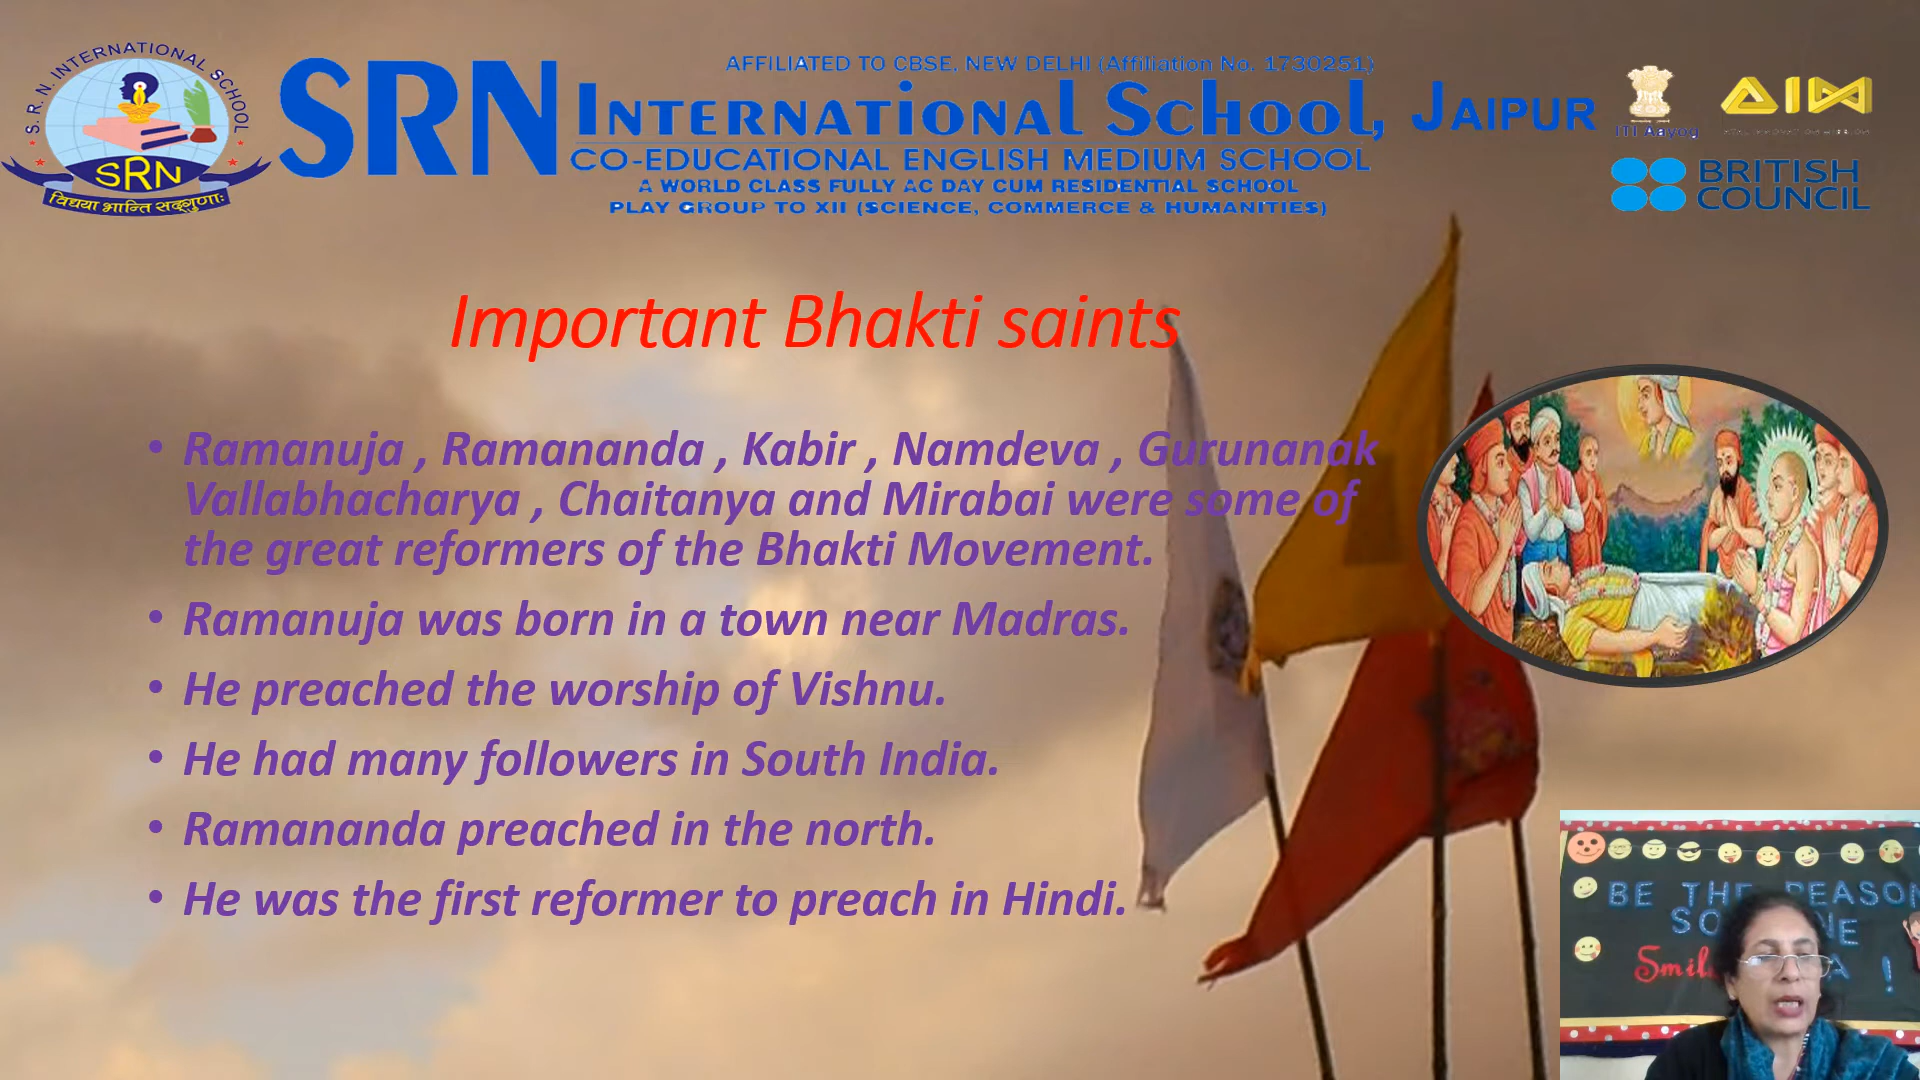 S. R. N. INTERNATIONAL SCHOOL
SRN
विद्यया भान्ति सद्गुणाः
AFFILIATED TO CBSE, NEW DELHI (Affiliation No. 1730251)
SRN INTERNATIONAL SCHOOL, JAIPUR
CO-EDUCATIONAL ENGLISH MEDIUM SCHOOL
A WORLD CLASS FULLY AC DAY CUM RESIDENTIAL SCHOOL
PLAY GROUP TO XII (SCIENCE, COMMERCE & HUMANITIES)
ITI Aayog
AIM
BRITISH
COUNCIL
Important Bhakti saints
• Ramanuja , Ramananda , Kabir , Namdeva , Gurunanak
Vallabhacharya , Chaitanya and Mirabai were some of
the great reformers of the Bhakti Movement.
• Ramanuja was born in a town near Madras.
• He preached the worship of Vishnu.
• He had many followers in South India.
• Ramananda preached in the north.
• He was the first reformer to preach in Hindi.
BE THE REASON